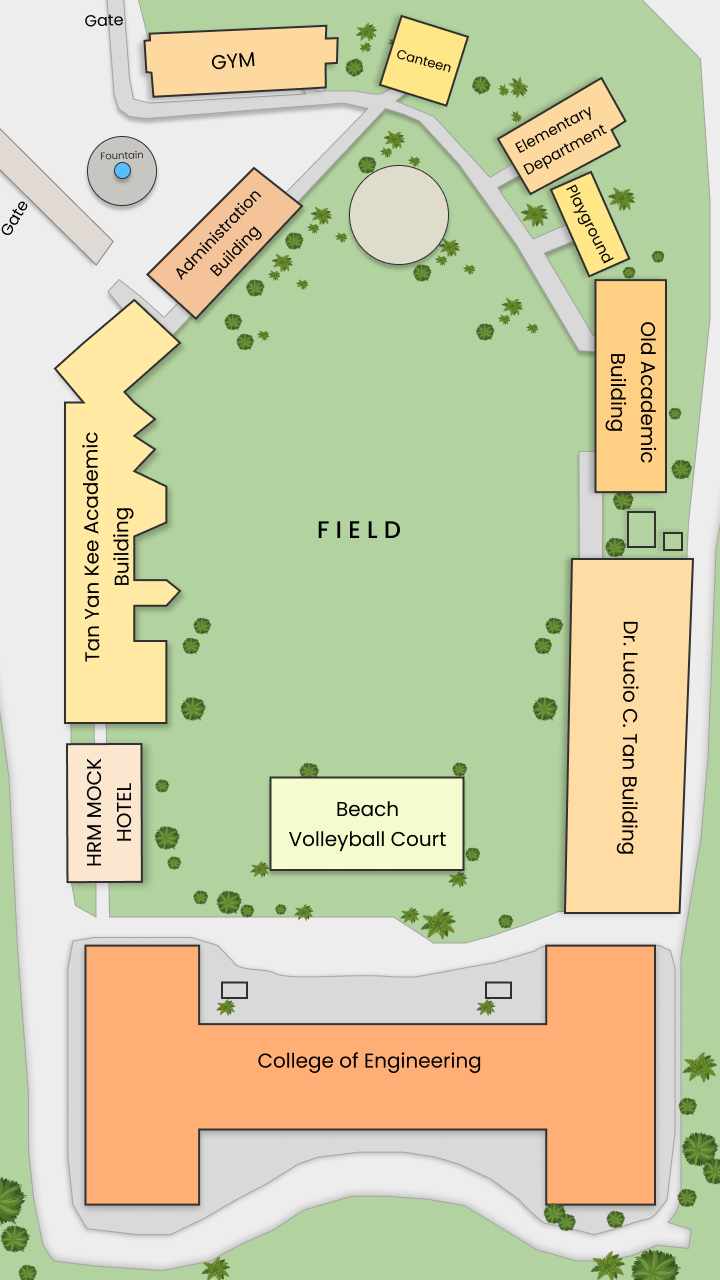 Gate
GYM
Canteen
Elementary
Department
Fountain
Playground
Gate
Administration
Building
Old Academic
Building
Tan Yan Kee Academic
Building
FIELD
Dr. Lucio C. Tan Building
HRM MOCK
HOTEL
Beach
Volleyball Court
College of Engineering